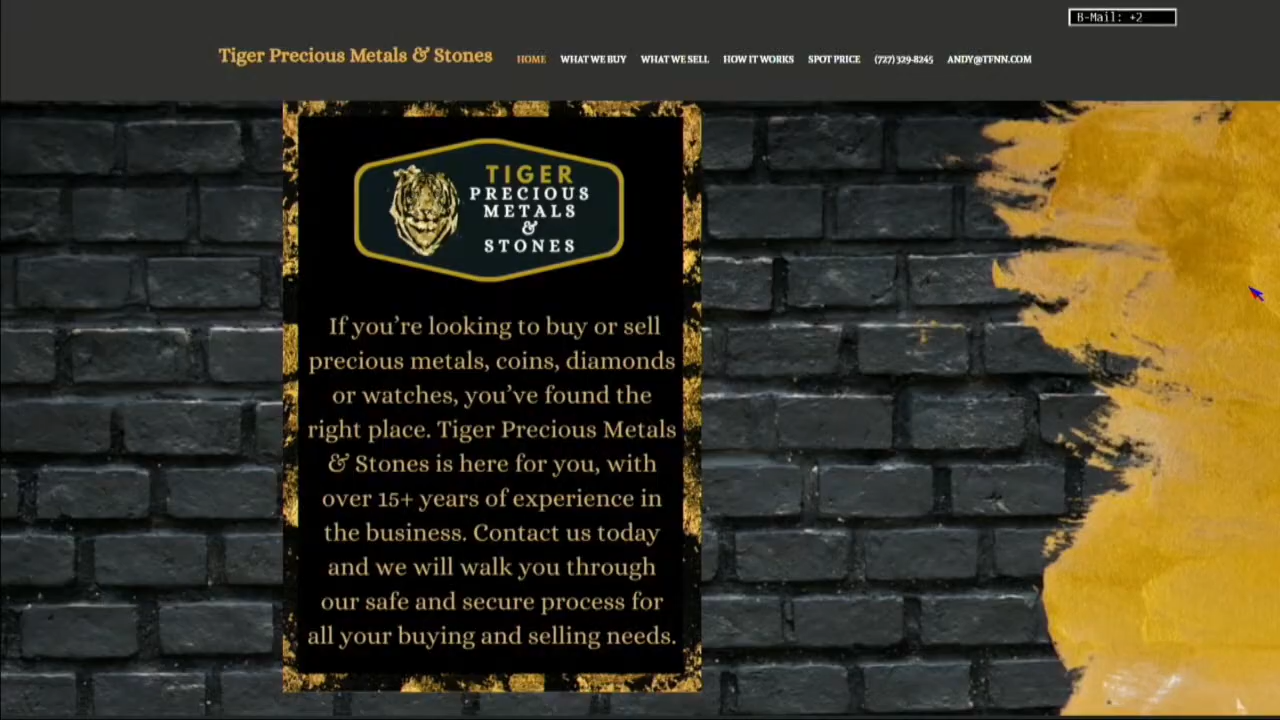 B-Mail: +2
Tiger Precious Metals & Stones HOME WHAT WE BUY WHAT WE SELL HOW IT WORKS SPOT PRICE (727) 329-8245 ANDY@TFNN.COM
TIGER
PRECIOUS
METALS
&
STONES
If you're looking to buy or sell
precious metals, coins, diamonds
or watches, you've found the
right place. Tiger Precious Metals
& Stones is here for you, with
over 15+ years of experience in
the business. Contact us today
and we will walk you through
our safe and secure process for
all your buying and selling needs.